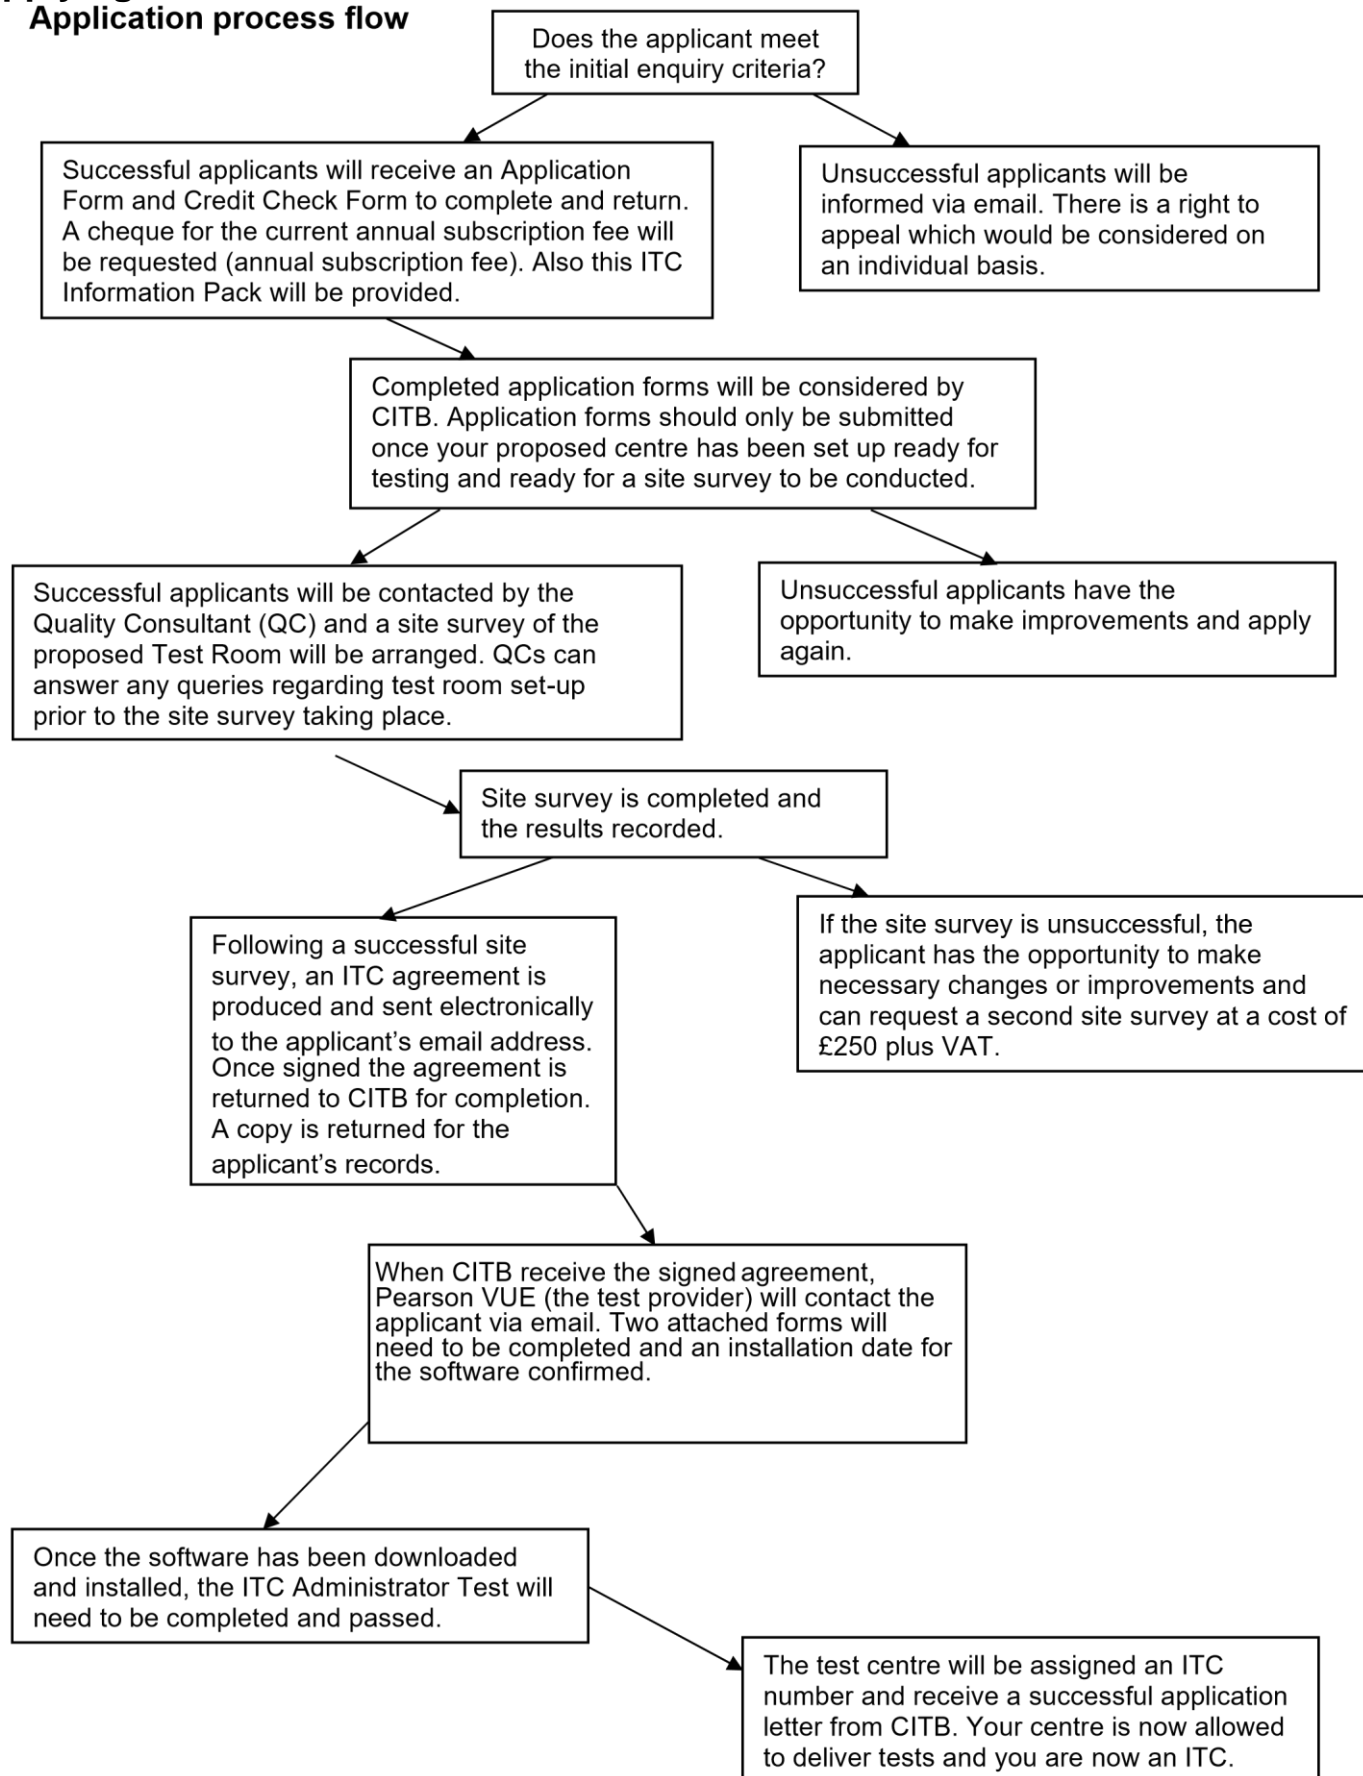 Application process flow
Does the applicant meet
the initial enquiry criteria?
Successful applicants will receive an Application
Form and Credit Check Form to complete and return.
A cheque for the current annual subscription fee will
be requested (annual subscription fee). Also this ITC
Information Pack will be provided.
Unsuccessful applicants will be
informed via email. There is a right to
appeal which would be considered on
an individual basis.
Completed application forms will be considered by
CITB. Application forms should only be submitted
once your proposed centre has been set up ready for
testing and ready for a site survey to be conducted.
Successful applicants will be contacted by the
Quality Consultant (QC) and a site survey of the
proposed Test Room will be arranged. QCs can
answer any queries regarding test room set-up
prior to the site survey taking place.
Unsuccessful applicants have the
opportunity to make improvements and apply
again.
Site survey is completed and
the results recorded.
Following a successful site
survey, an ITC agreement is
produced and sent electronically
to the applicant’s email address.
Once signed the agreement is
returned to CITB for completion.
A copy is returned for the
applicant’s records.
If the site survey is unsuccessful, the
applicant has the opportunity to make
necessary changes or improvements and
can request a second site survey at a cost of
£250 plus VAT.
When CITB receive the signed agreement,
Pearson VUE (the test provider) will contact the
applicant via email. Two attached forms will
need to be completed and an installation date for
the software confirmed.
Once the software has been downloaded
and installed, the ITC Administrator Test will
need to be completed and passed.
The test centre will be assigned an ITC
number and receive a successful application
letter from CITB. Your centre is now allowed
to deliver tests and you are now an ITC.